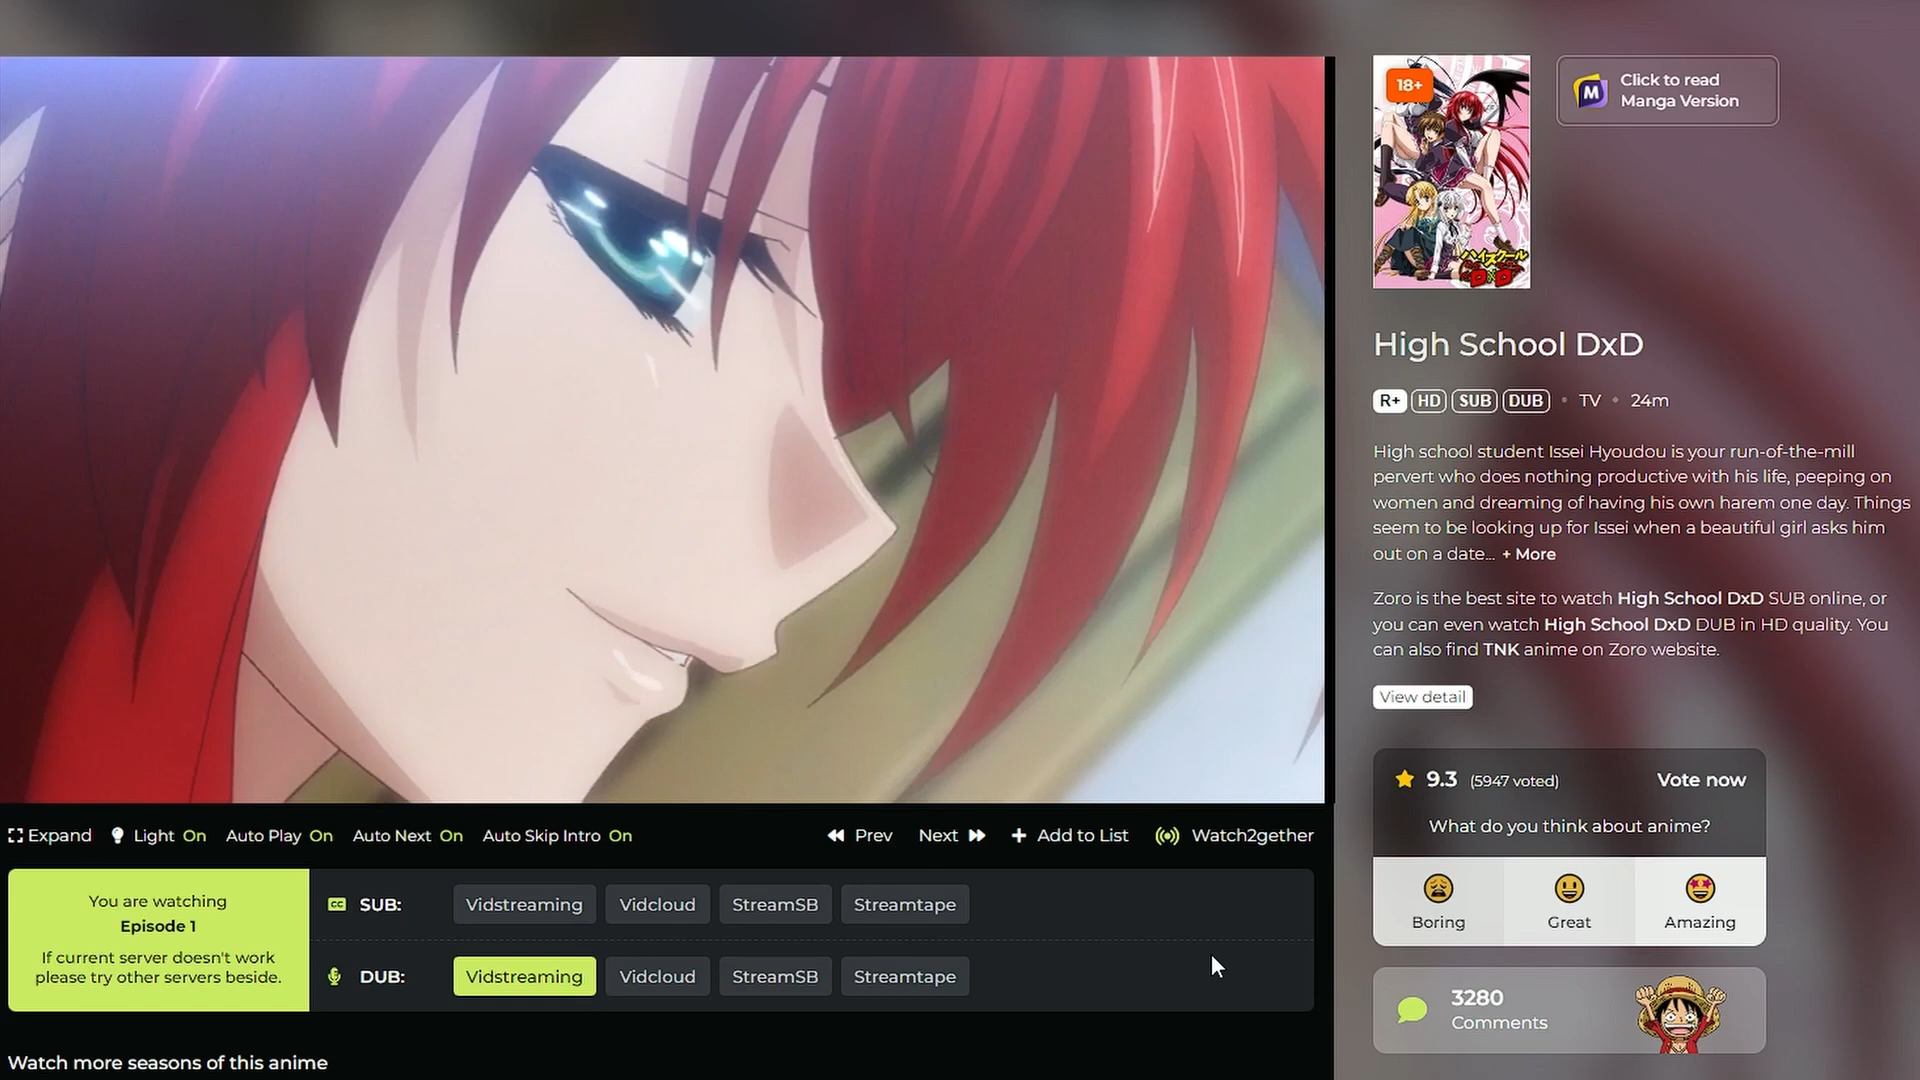 18+
Click to read
Manga Version
ハイスクール
D×D
High School DxD
R+ HD SUB DUB • TV • 24m
High school student Issei Hyoudou is your run-of-the-mill
pervert who does nothing productive with his life, peeping on
women and dreaming of having his own harem one day. Things
seem to be looking up for Issei when a beautiful girl asks him
out on a date... + More
Zoro is the best site to watch High School DxD SUB online, or
you can even watch High School DxD DUB in HD quality. You
can also find TNK anime on Zoro website.
View detail
9.3 (5947 voted) Vote now
What do you think about anime?
Boring Great Amazing
3280
Comments
Expand Light On Auto Play On Auto Next On Auto Skip Intro On Prev Next Add to List Watch2gether
You are watching
Episode 1
If current server doesn't work
please try other servers beside.
SUB: Vidstreaming Vidcloud StreamSB Streamtape
DUB: Vidstreaming Vidcloud StreamSB Streamtape
Watch more seasons of this anime